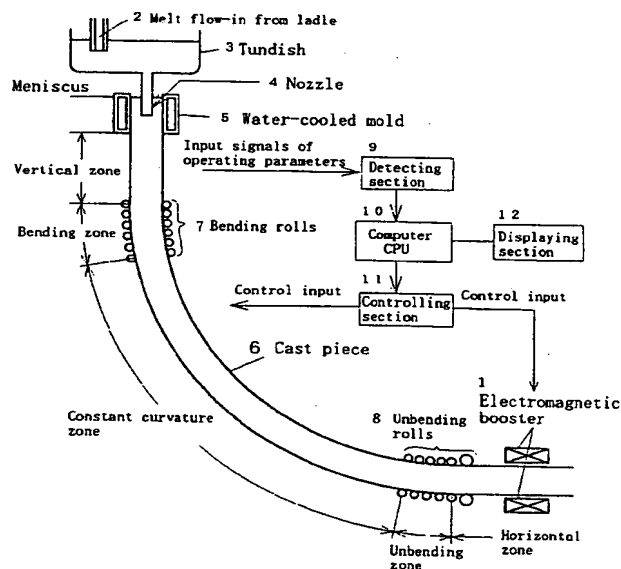 2 Melt flow-in from ladle
3 Tundish
4 Nozzle
Meniscus
5 Water-cooled mold
Input signals of
operating parameters
9
Detecting
section
Vertical zone
Bending zone
7 Bending rolls
10
Computer
CPU
12
Displaying
section
11
Controlling
section
Control input
Control input
6 Cast piece
1
Electromagnetic
booster
Constant curvature
zone
8 Unbending
rolls
Unbending
zone
Horizontal
zone